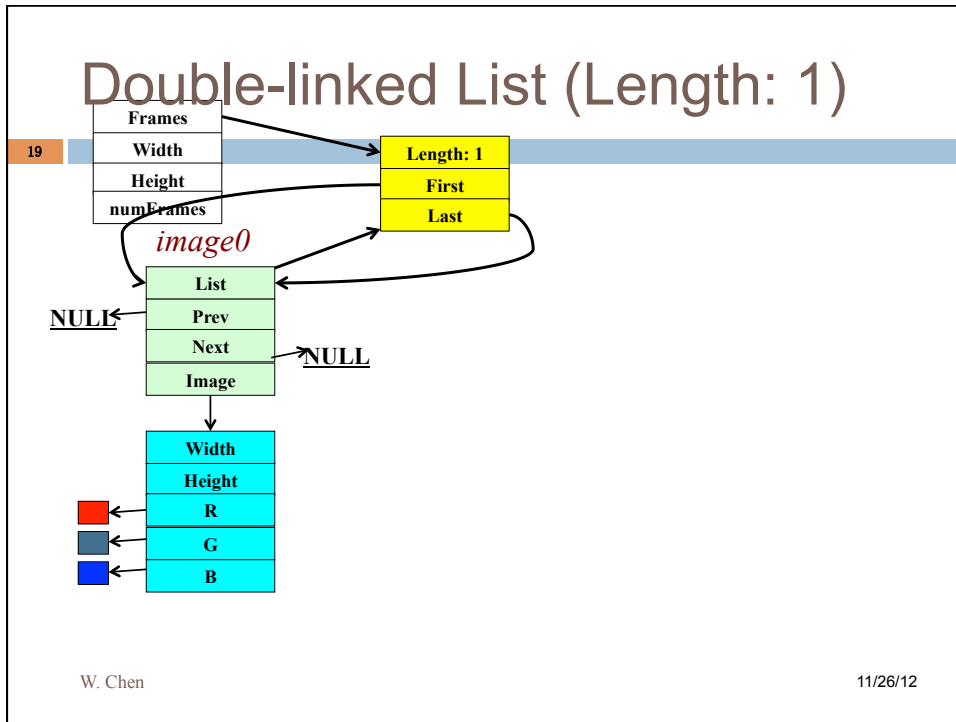 Double-linked List (Length: 1)
19
Frames
Width
Height
numFrames
Length: 1
First
Last
image0
List
Prev
Next
Image
NULL
NULL
Width
Height
R
G
B
W. Chen
11/26/12